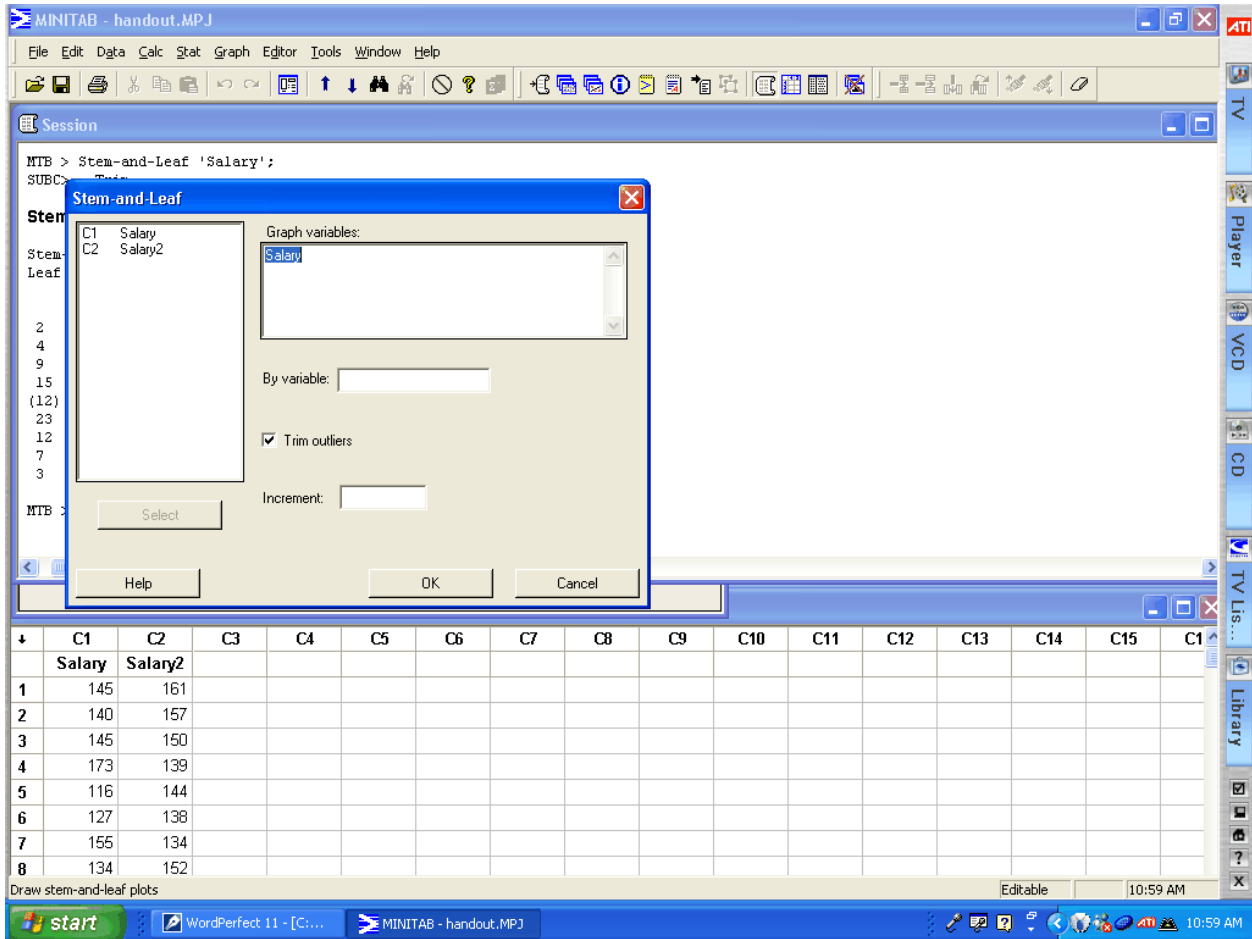 MINITAB - handout.MPJ
File Edit Data Calc Stat Graph Editor Tools Window Help
Session
MTB > Stem-and-Leaf 'Salary';
SUBC>
Stem
Stem-
Leaf
2
4
9
15
(12)
23
12
7
3
MTB >
Stem-and-Leaf
C1 Salary
C2 Salary2
Graph variables:
Salary
By variable:
Trim outliers
Increment:
Select
Help OK Cancel
C1 C2 C3 C4 C5 C6 C7 C8 C9 C10 C11 C12 C13 C14 C15 C1
Salary Salary2
1 145 161
2 140 157
3 145 150
4 173 139
5 116 144
6 127 138
7 155 134
8 134 152
Draw stem-and-leaf plots Editable 10:59 AM
start WordPerfect 11 - [C:... MINITAB - handout.MPJ 10:59 AM
ATI
TV
Player
VCD
CD
TV Lis...
Library